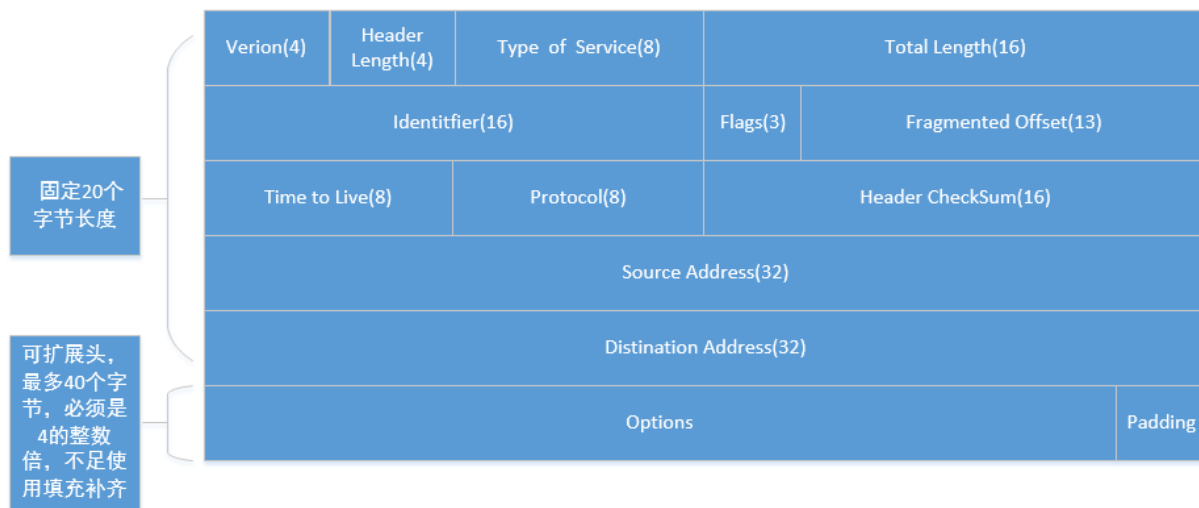 Verion(4)
Header
Length(4)
Type of Service(8)
Total Length(16)
Identitfier(16)
Flags(3)
Fragmented Offset(13)
固定20个
字节长度
Time to Live(8)
Protocol(8)
Header CheckSum(16)
Source Address(32)
Distination Address(32)
可扩展头，
最多40个字
节，必须是
4的整数
倍，不足使
用填充补齐
Options
Padding